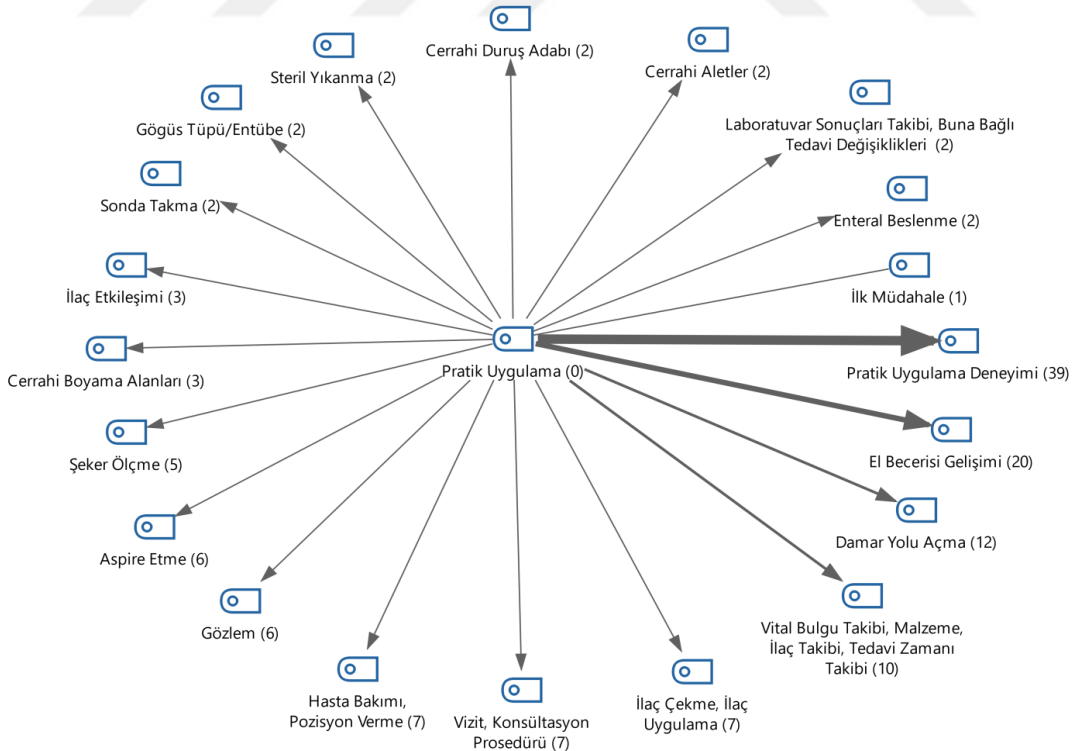 Cerrahi Duruş Adabı (2)
Steril Yıkanma (2)
Cerrahi Aletler (2)
Gögüs Tüpü/Entübe (2)
Laboratuvar Sonuçları Takibi, Buna Bağlı
Tedavi Değişiklikleri (2)
Sonda Takma (2)
Enteral Beslenme (2)
İlaç Etkileşimi (3)
İlk Müdahale (1)
Cerrahi Boyama Alanları (3)
Pratik Uygulama (0)
Pratik Uygulama Deneyimi (39)
Şeker Ölçme (5)
El Becerisi Gelişimi (20)
Aspire Etme (6)
Damar Yolu Açma (12)
Gözlem (6)
Vital Bulgu Takibi, Malzeme,
İlaç Takibi, Tedavi Zamanı
Takibi (10)
Hasta Bakımı,
Pozisyon Verme (7)
Vizit, Konsültasyon
Prosedürü (7)
İlaç Çekme, İlaç
Uygulama (7)